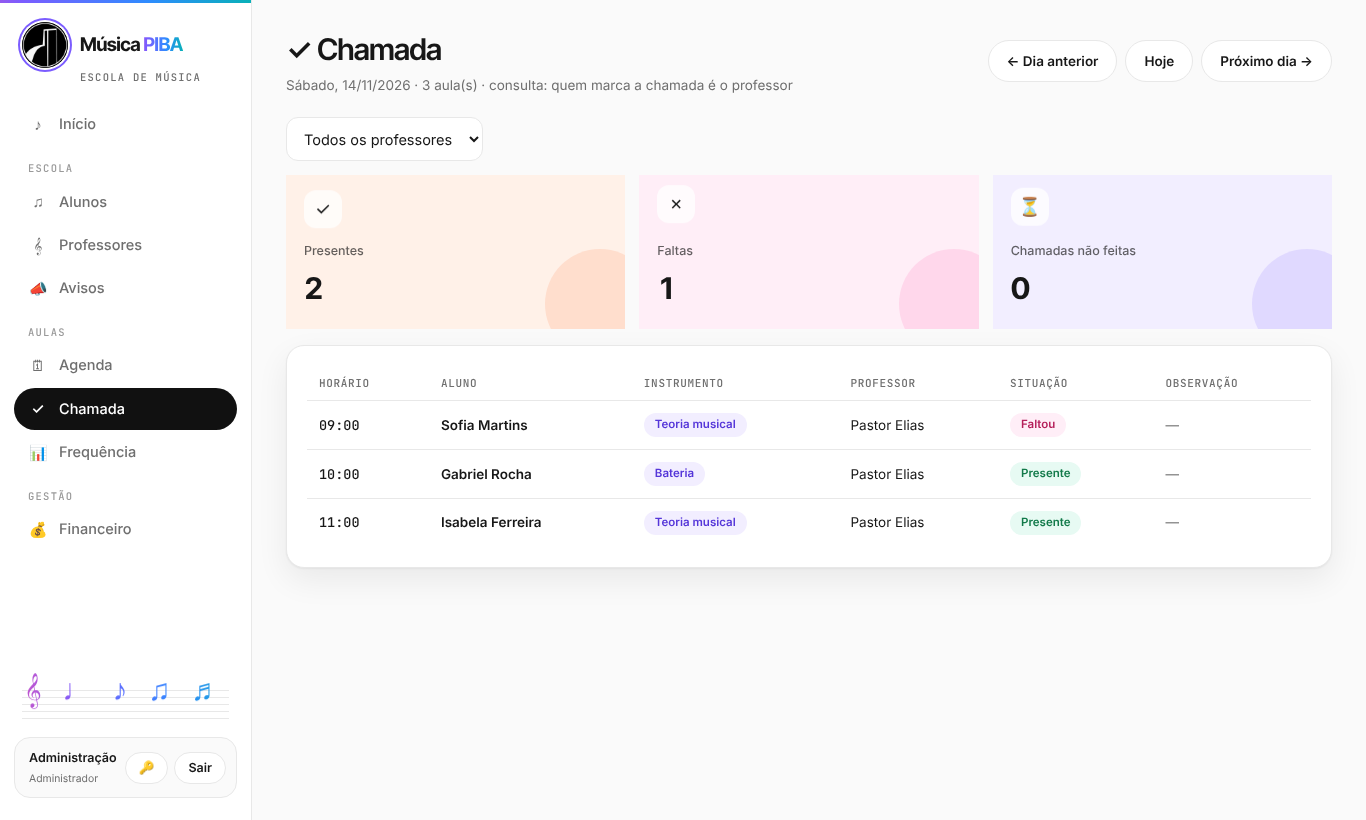 Música PIBA
ESCOLA DE MÚSICA
Início
ESCOLA
Alunos
Professores
Avisos
AULAS
Agenda
Chamada
Frequência
GESTÃO
Financeiro
Administração
Administrador
Sair
✓ Chamada
Sábado, 14/11/2026 · 3 aula(s) · consulta: quem marca a chamada é o professor
← Dia anterior
Hoje
Próximo dia →
Todos os professores
Presentes
2
Faltas
1
Chamadas não feitas
0
HORÁRIO ALUNO INSTRUMENTO PROFESSOR SITUAÇÃO OBSERVAÇÃO
09:00 Sofia Martins Teoria musical Pastor Elias Faltou —
10:00 Gabriel Rocha Bateria Pastor Elias Presente —
11:00 Isabela Ferreira Teoria musical Pastor Elias Presente —